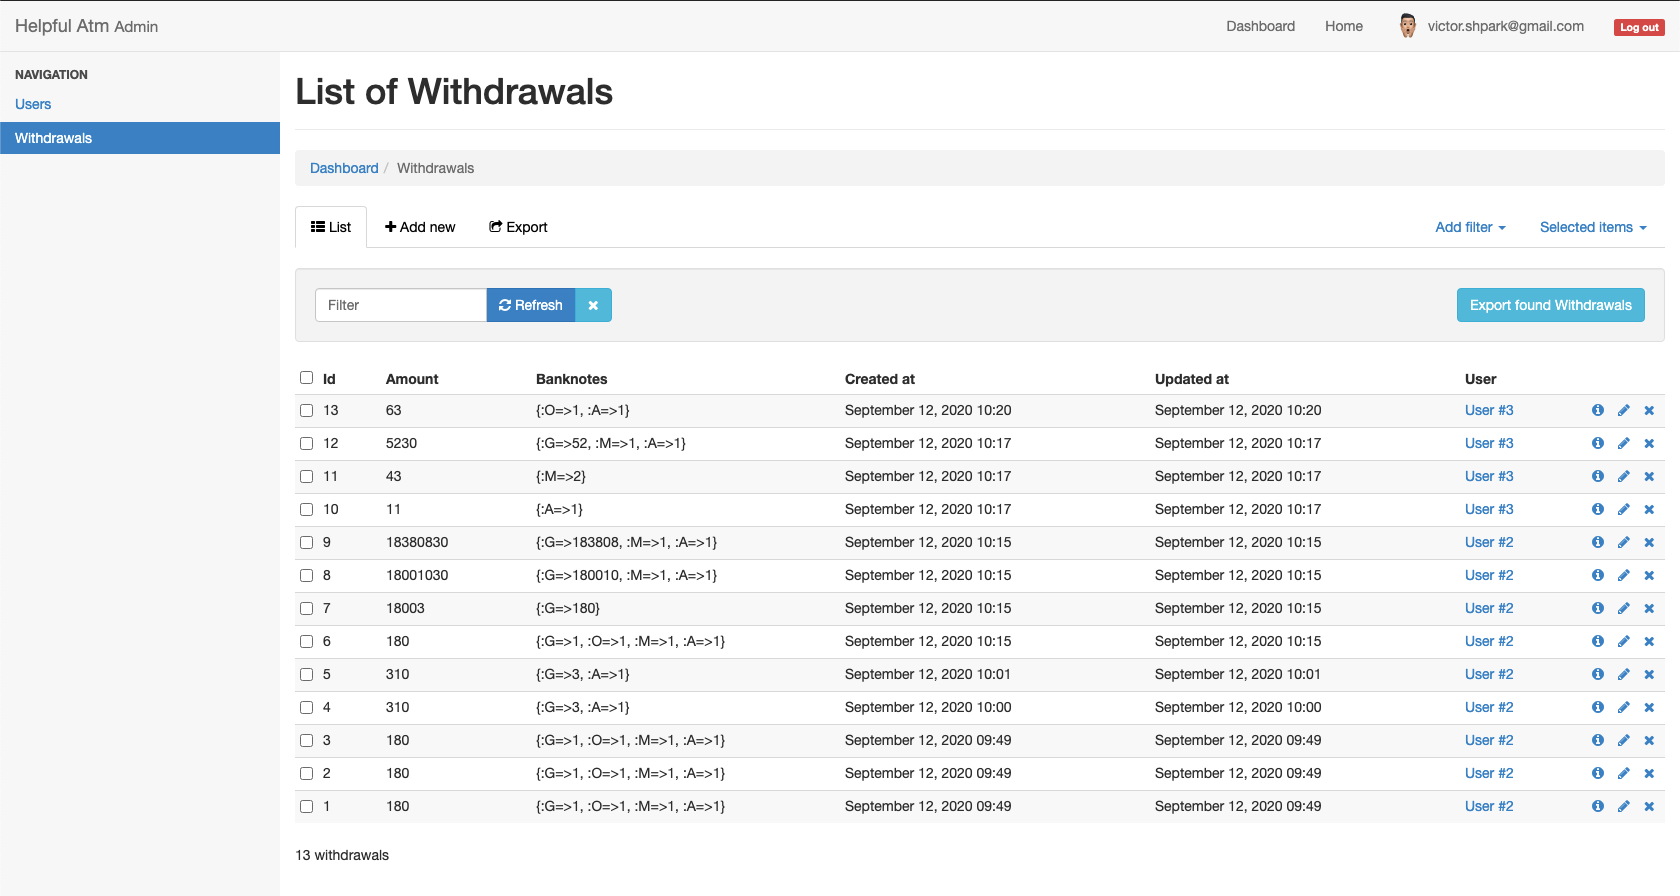 Helpful Atm Admin
Dashboard Home victor.shpark@gmail.com Log out
NAVIGATION
Users
Withdrawals
List of Withdrawals
Dashboard / Withdrawals
List Add new Export Add filter Selected items
Filter Refresh Export found Withdrawals
Id Amount Banknotes Created at Updated at User
13 63 {:O=>1, :A=>1} September 12, 2020 10:20 September 12, 2020 10:20 User #3
12 5230 {:G=>52, :M=>1, :A=>1} September 12, 2020 10:17 September 12, 2020 10:17 User #3
11 43 {:M=>2} September 12, 2020 10:17 September 12, 2020 10:17 User #3
10 11 {:A=>1} September 12, 2020 10:17 September 12, 2020 10:17 User #3
9 18380830 {:G=>183808, :M=>1, :A=>1} September 12, 2020 10:15 September 12, 2020 10:15 User #2
8 18001030 {:G=>180010, :M=>1, :A=>1} September 12, 2020 10:15 September 12, 2020 10:15 User #2
7 18003 {:G=>180} September 12, 2020 10:15 September 12, 2020 10:15 User #2
6 180 {:G=>1, :O=>1, :M=>1, :A=>1} September 12, 2020 10:15 September 12, 2020 10:15 User #2
5 310 {:G=>3, :A=>1} September 12, 2020 10:01 September 12, 2020 10:01 User #2
4 310 {:G=>3, :A=>1} September 12, 2020 10:00 September 12, 2020 10:00 User #2
3 180 {:G=>1, :O=>1, :M=>1, :A=>1} September 12, 2020 09:49 September 12, 2020 09:49 User #2
2 180 {:G=>1, :O=>1, :M=>1, :A=>1} September 12, 2020 09:49 September 12, 2020 09:49 User #2
1 180 {:G=>1, :O=>1, :M=>1, :A=>1} September 12, 2020 09:49 September 12, 2020 09:49 User #2
13 withdrawals